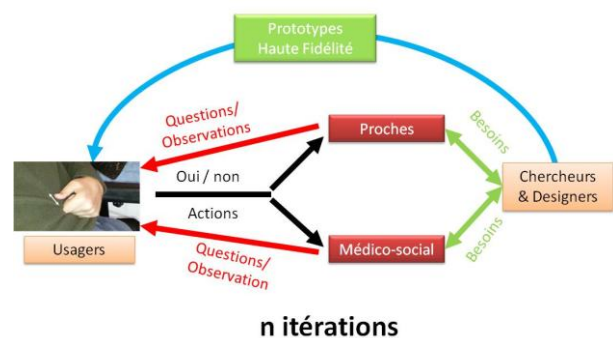 Prototypes
Haute Fidélité
Questions/
Observations
Proches
Besoins
Oui / non
Actions
Chercheurs
& Designers
Usagers
Questions/
Observation
Médico-social
Besoins
n itérations